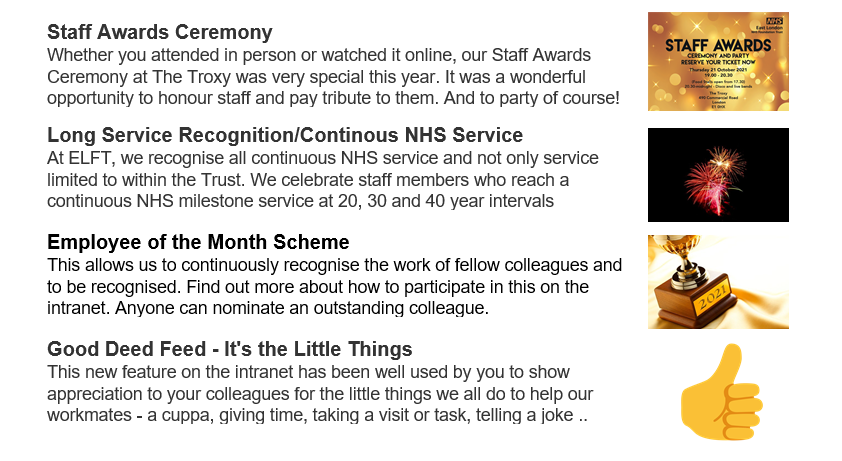 Staff Awards Ceremony
Whether you attended in person or watched it online, our Staff Awards
Ceremony at The Troxy was very special this year. It was a wonderful
opportunity to honour staff and pay tribute to them. And to party of course!
NHS
East London
NHS Foundation Trust
STAFF AWARDS
CEREMONY AND PARTY
RESERVE YOUR TICKET NOW
Thursday 21 October 2021
19.00 - 20.30
The Troxy
490 Commercial Road
London
E1 0HX
Long Service Recognition/Continous NHS Service
At ELFT, we recognise all continuous NHS service and not only service
limited to within the Trust. We celebrate staff members who reach a
continuous NHS milestone service at 20, 30 and 40 year intervals
Employee of the Month Scheme
This allows us to continuously recognise the work of fellow colleagues and
to be recognised. Find out more about how to participate in this on the
intranet. Anyone can nominate an outstanding colleague.
2021
Good Deed Feed - It's the Little Things
This new feature on the intranet has been well used by you to show
appreciation to your colleagues for the little things we all do to help our
workmates - a cuppa, giving time, taking a visit or task, telling a joke ..